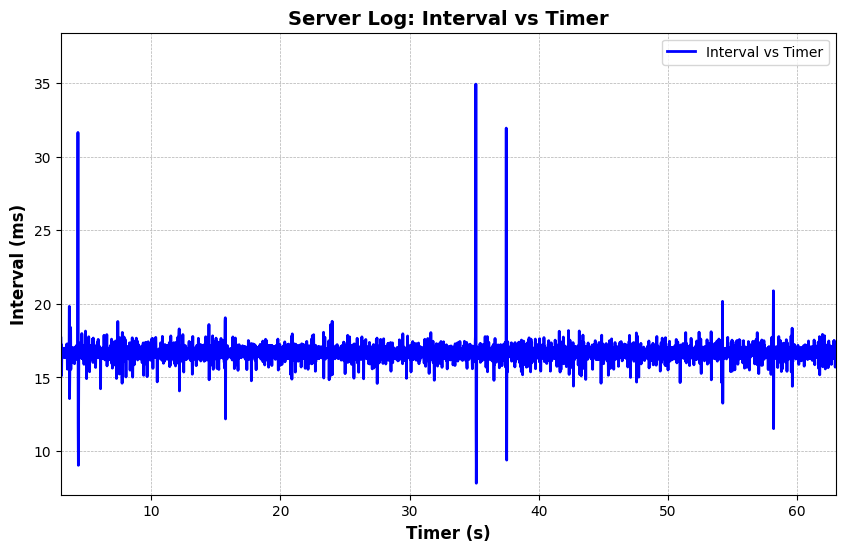 Server Log: Interval vs Timer
Interval vs Timer
Interval (ms)
35
30
25
20
15
10
10 20 30 40 50 60
Timer (s)